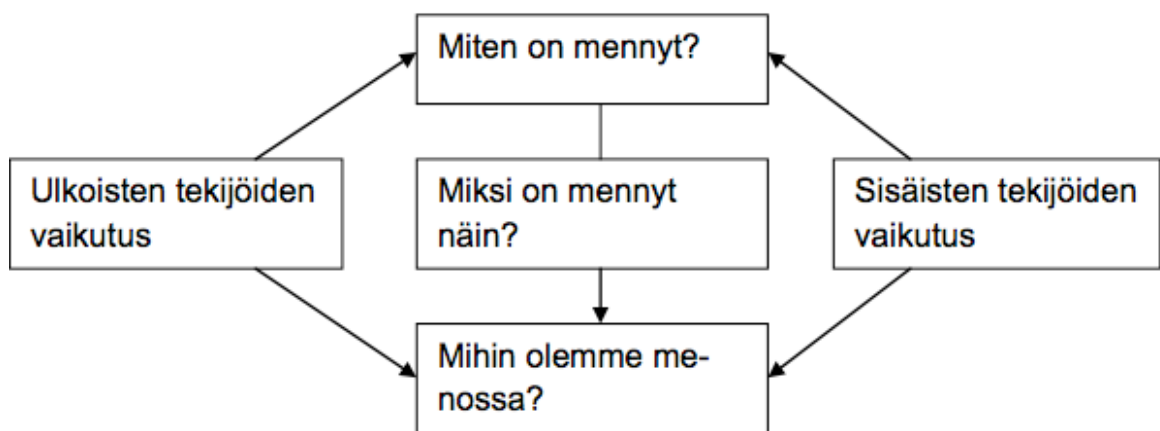 Miten on mennyt?
Ulkoisten tekijöiden
vaikutus
Miksi on mennyt
näin?
Sisäisten tekijöiden
vaikutus
Mihin olemme me-
nossa?